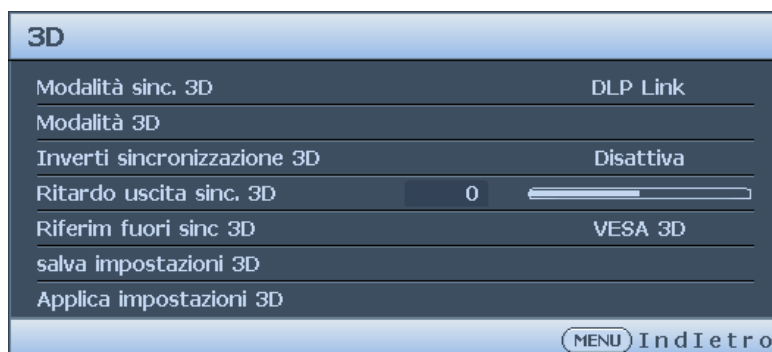 3D
Modalità sinc. 3D DLP Link
Modalità 3D
Inverti sincronizzazione 3D Disattiva
Ritardo uscita sinc. 3D 0
Riferim fuori sinc 3D VESA 3D
salva impostazioni 3D
Applica impostazioni 3D
MENU IndIetro